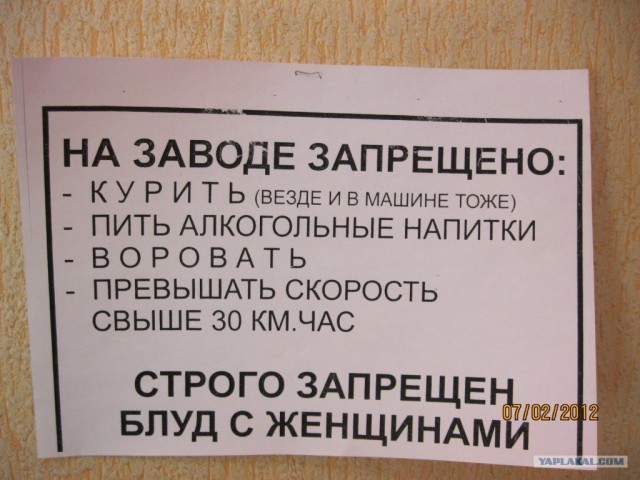 НА ЗАВОДЕ ЗАПРЕЩЕНО:
- КУРИТЬ (ВЕЗДЕ И В МАШИНЕ ТОЖЕ)
- ПИТЬ АЛКОГОЛЬНЫЕ НАПИТКИ
- ВОРОВАТЬ
- ПРЕВЫШАТЬ СКОРОСТЬ
СВЫШЕ 30 КМ.ЧАС
СТРОГО ЗАПРЕЩЕН
БЛУД С ЖЕНЩИНАМИ
07/02/2012
YAPLAKAL.COM